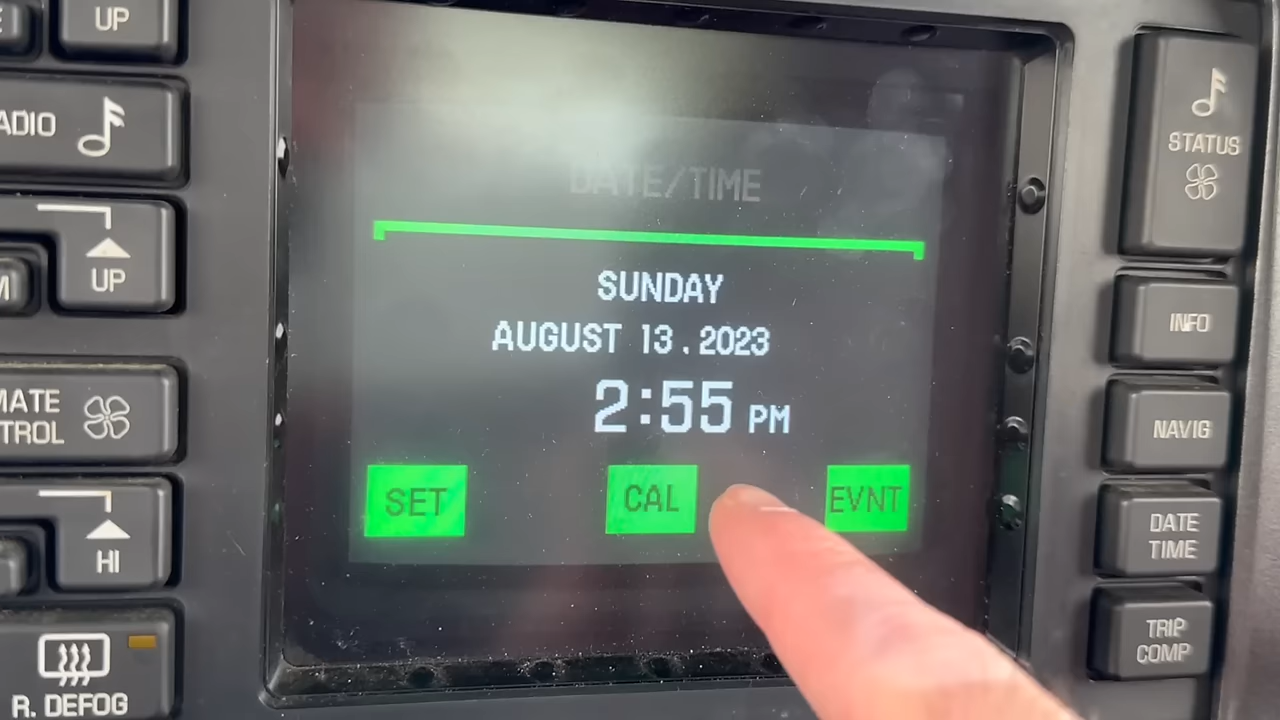 UP
ADIO
UP
M
MATE
TROL
HI
R. DEFOG
DATE/TIME
SUNDAY
AUGUST 13 . 2023
2:55 PM
SET
CAL
EVNT
STATUS
INFO
NAVIG
DATE
TIME
TRIP
COMP